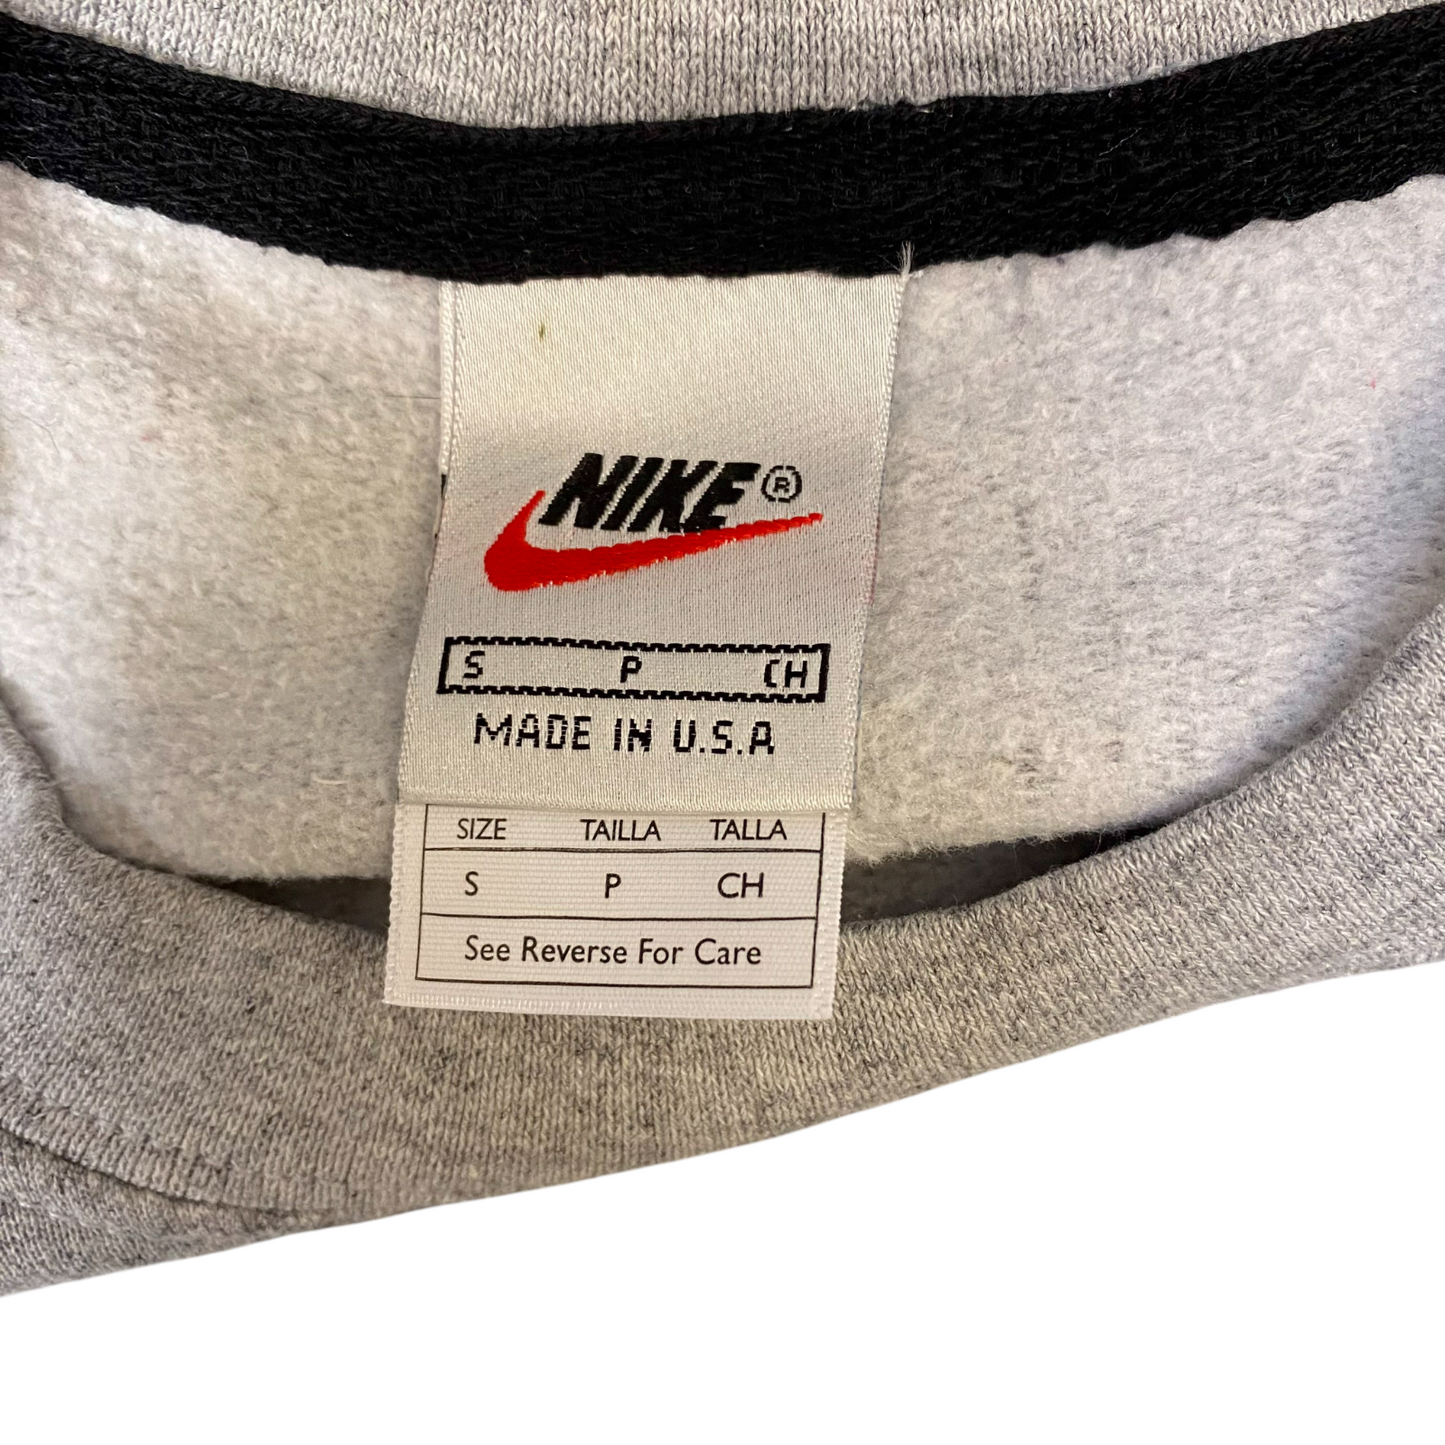 NIKE®
S P CH
MADE IN U.S.A
SIZE TAILLA TALLA
S P CH
See Reverse For Care